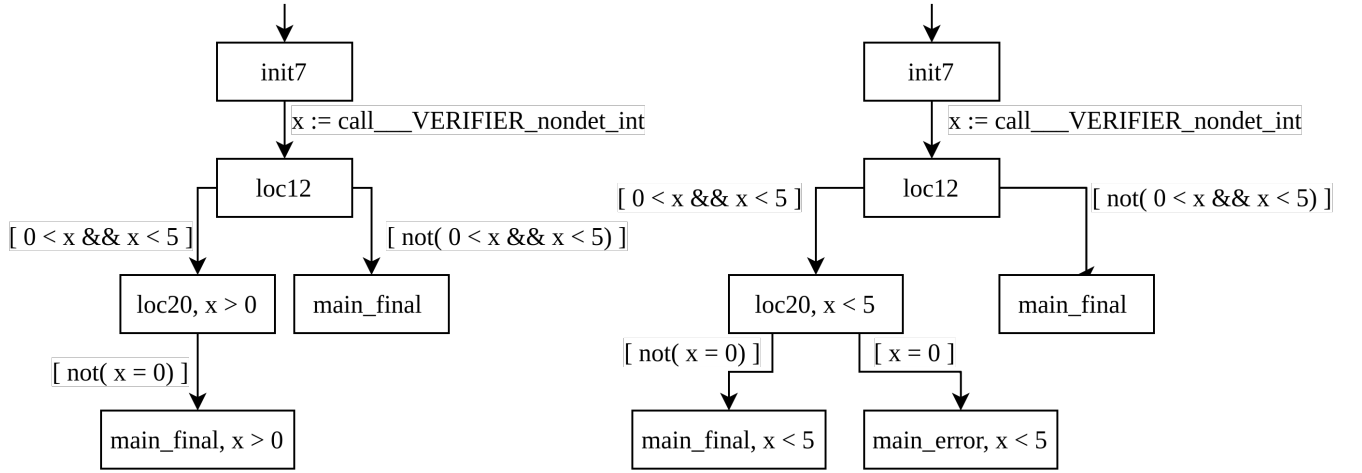 init7
x := call___VERIFIER_nondet_int
loc12
[ 0 < x && x < 5 ]
[ not( 0 < x && x < 5) ]
loc20, x > 0
main_final
[ not( x = 0) ]
main_final, x > 0
init7
x := call___VERIFIER_nondet_int
loc12
[ 0 < x && x < 5 ]
[ not( 0 < x && x < 5) ]
loc20, x < 5
main_final
[ not( x = 0) ]
[ x = 0 ]
main_final, x < 5
main_error, x < 5